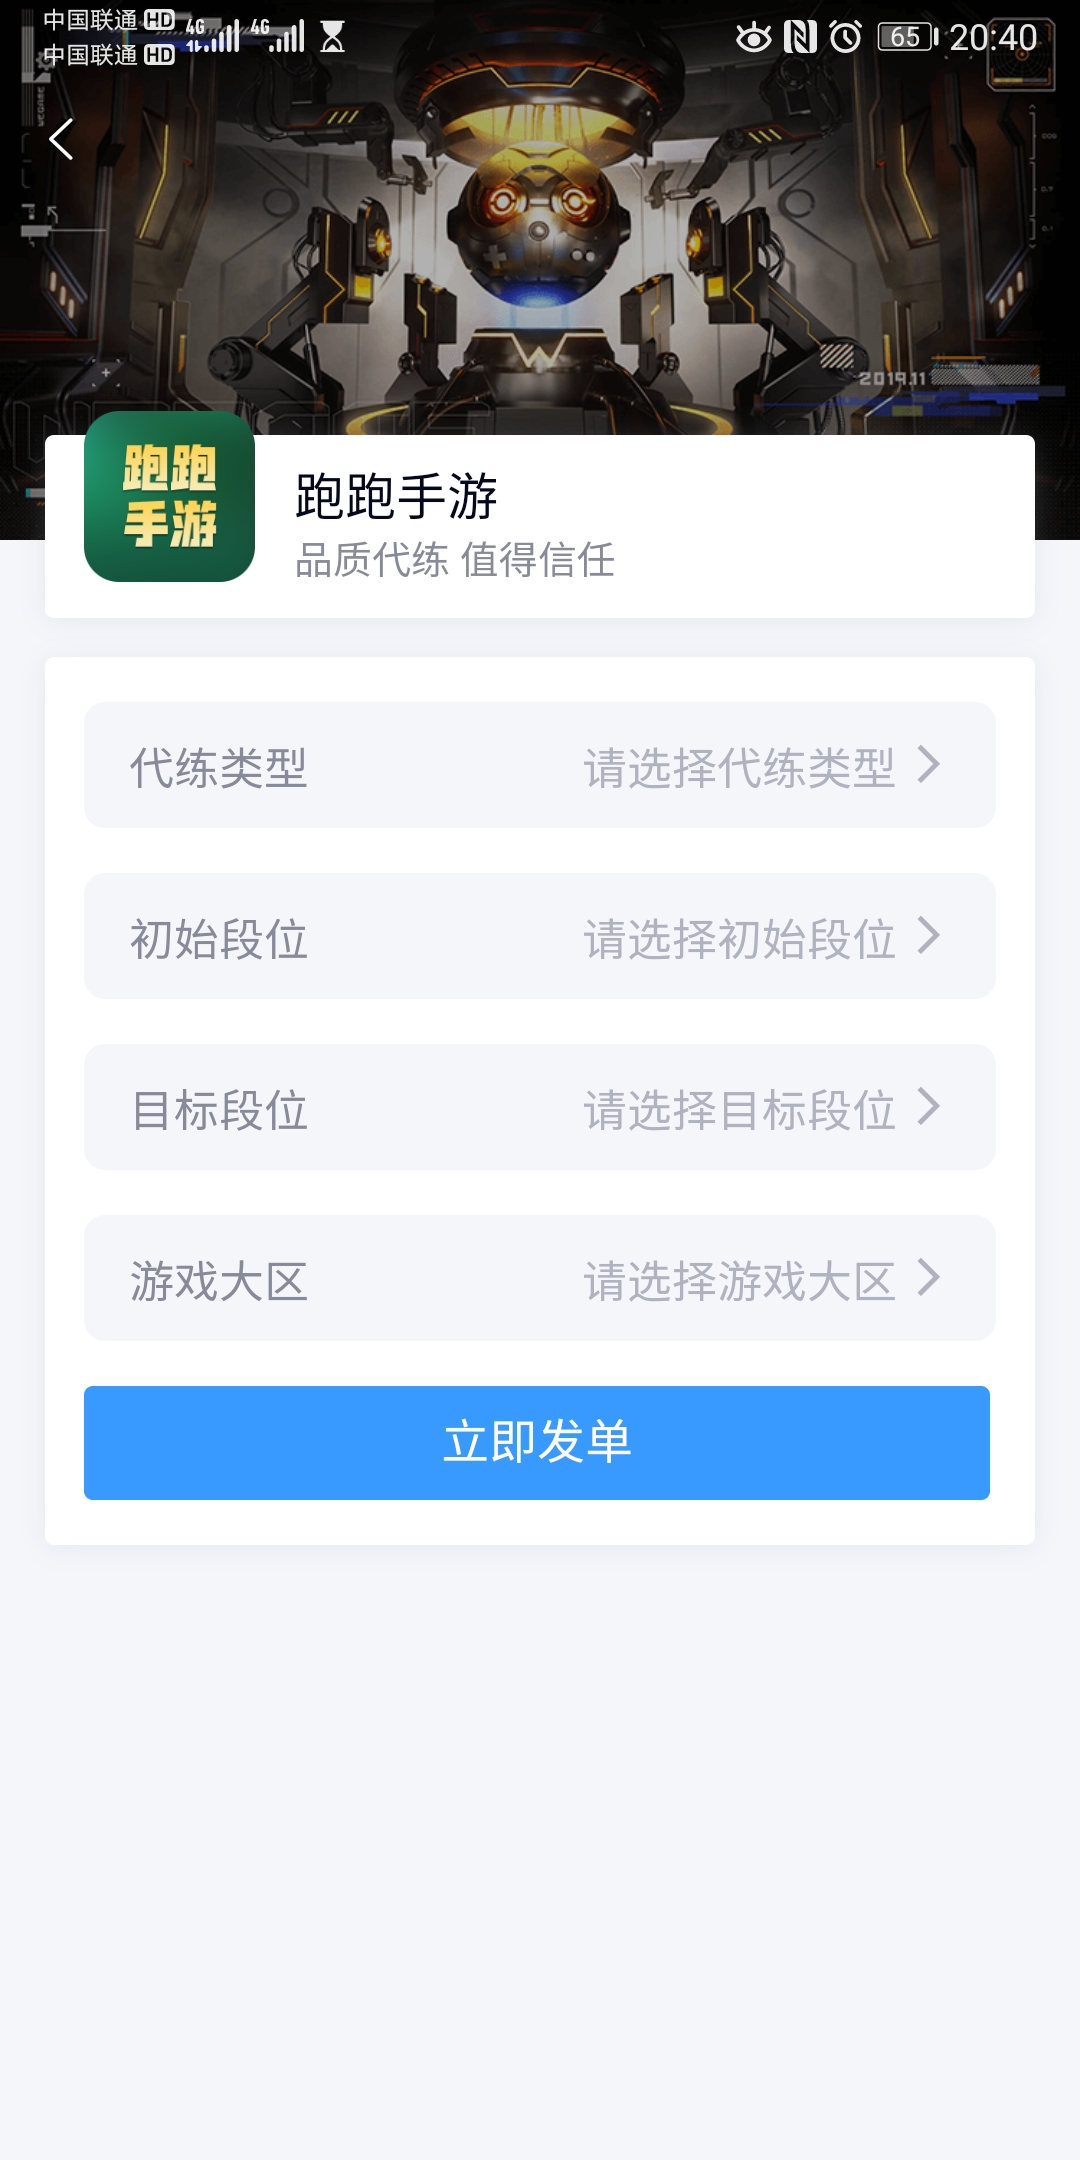 中国联通 HD 4G 4G 65 20:40
中国联通 HD
2019.11
跑跑
手游
跑跑手游
品质代练 值得信任
代练类型 请选择代练类型
初始段位 请选择初始段位
目标段位 请选择目标段位
游戏大区 请选择游戏大区
立即发单